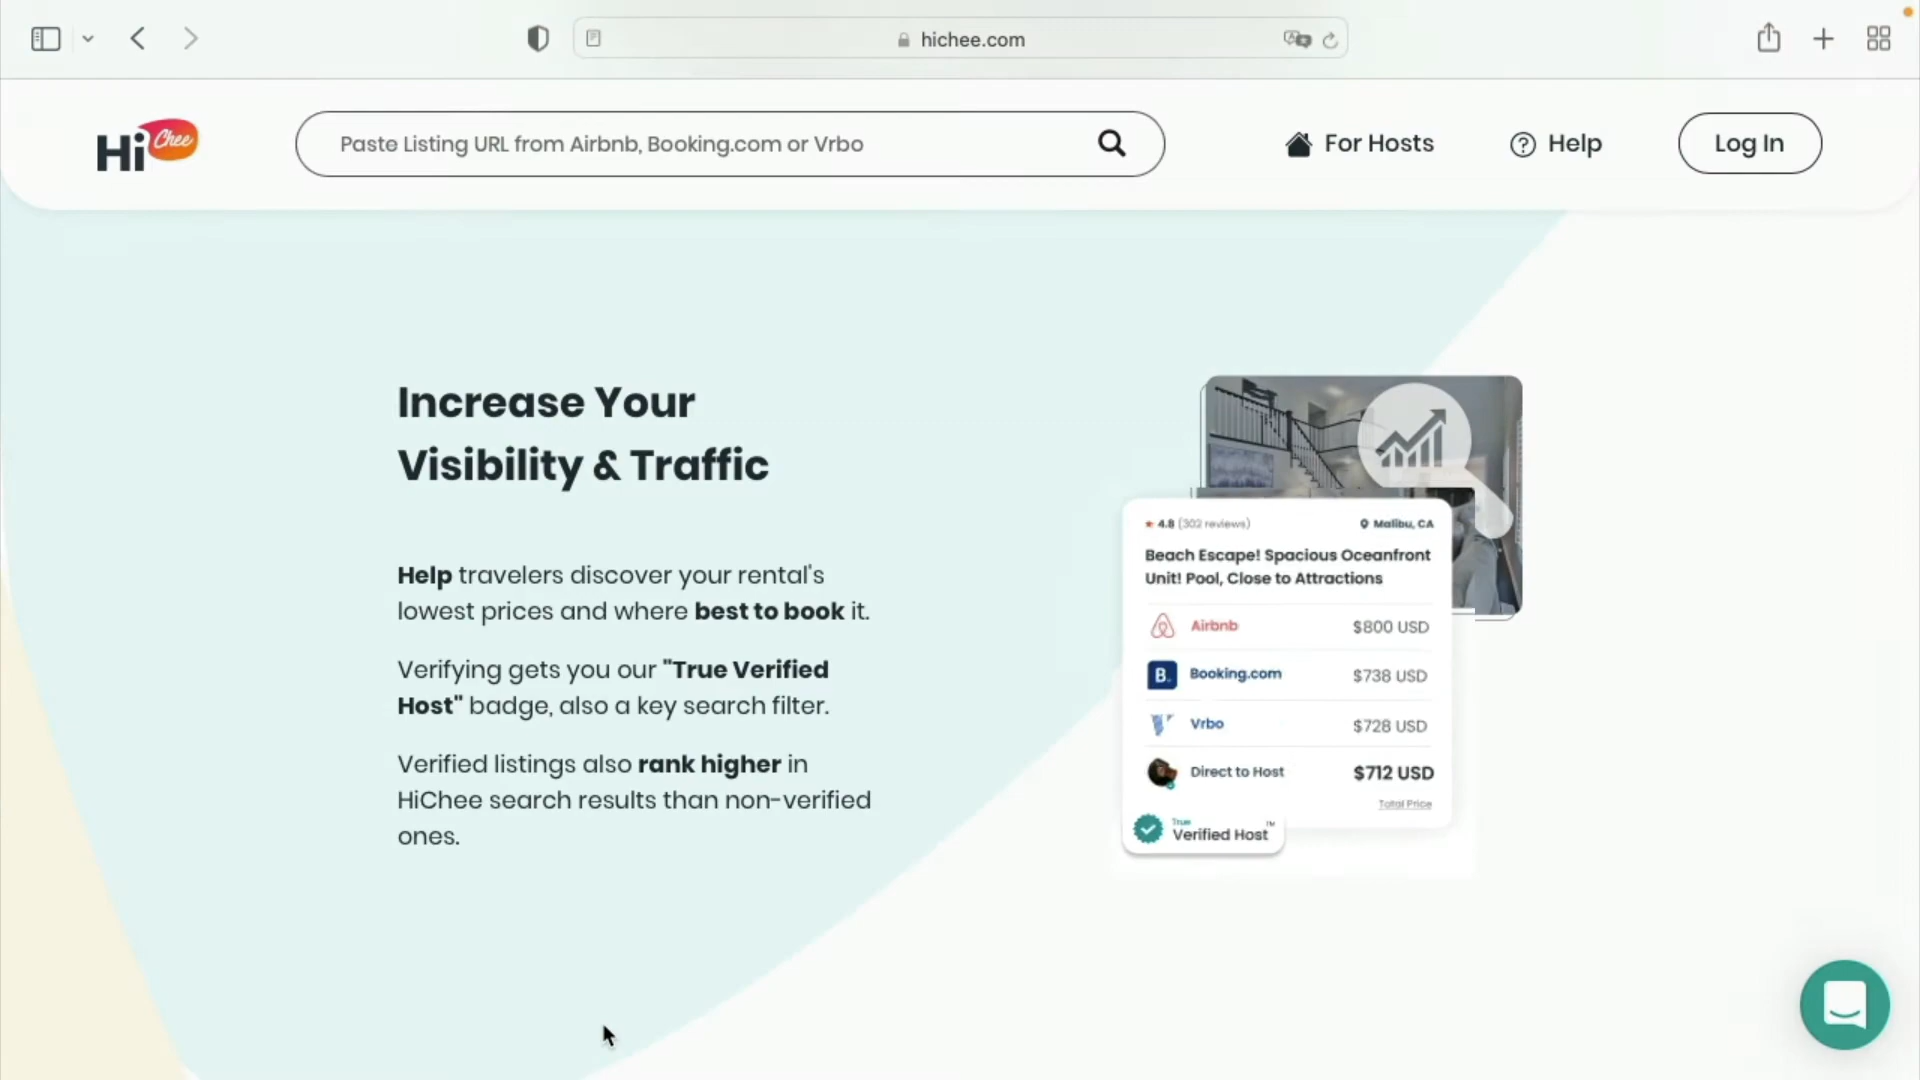 hichee.com
Hi Chee
Paste Listing URL from Airbnb, Booking.com or Vrbo
For Hosts
Help
Log In
Increase Your
Visibility & Traffic
Help travelers discover your rental's
lowest prices and where best to book it.
Verifying gets you our "True Verified
Host" badge, also a key search filter.
Verified listings also rank higher in
HiChee search results than non-verified
ones.
4.8 (302 reviews)
Malibu, CA
Beach Escape! Spacious Oceanfront
Unit! Pool, Close to Attractions
Airbnb $800 USD
B. Booking.com $738 USD
Vrbo $728 USD
Direct to Host $712 USD
Total Price
True
Verified Host™